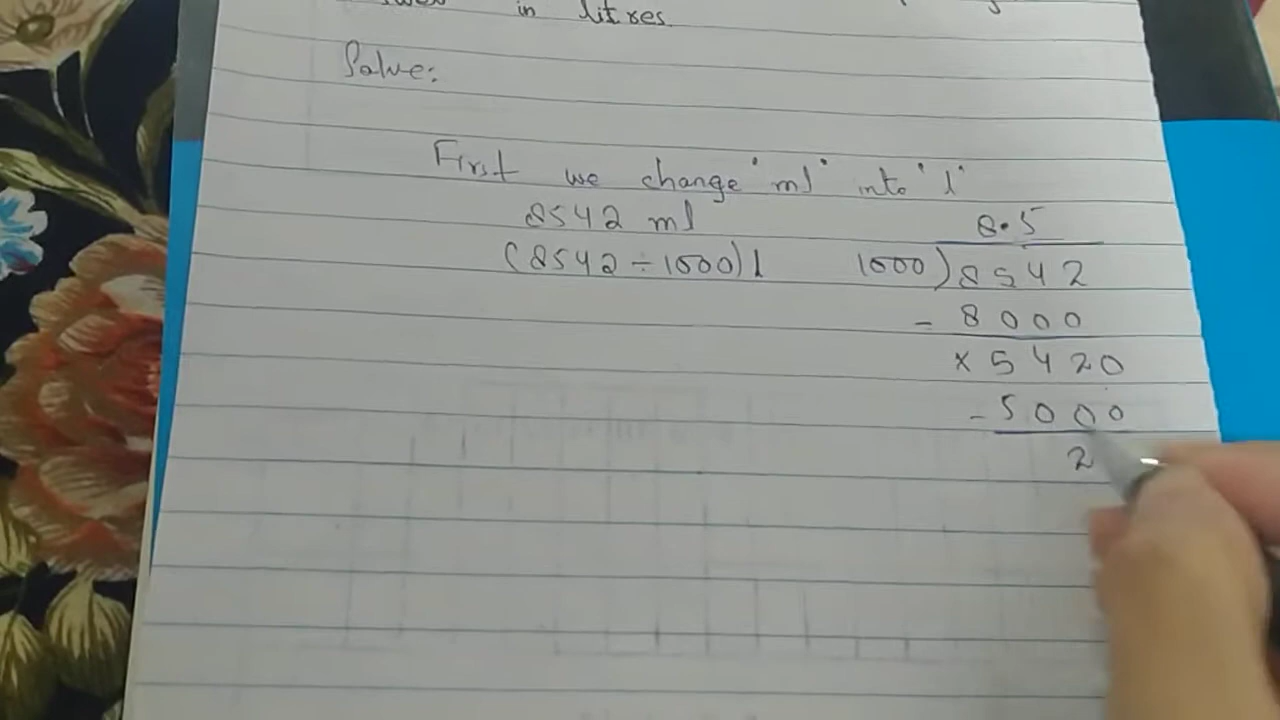 in litres
Solve:
First we change "ml" into "l"
8542 ml
8.5
(8542 ÷ 1000) l
1000)8542
- 8000
x5420
- 5000
2